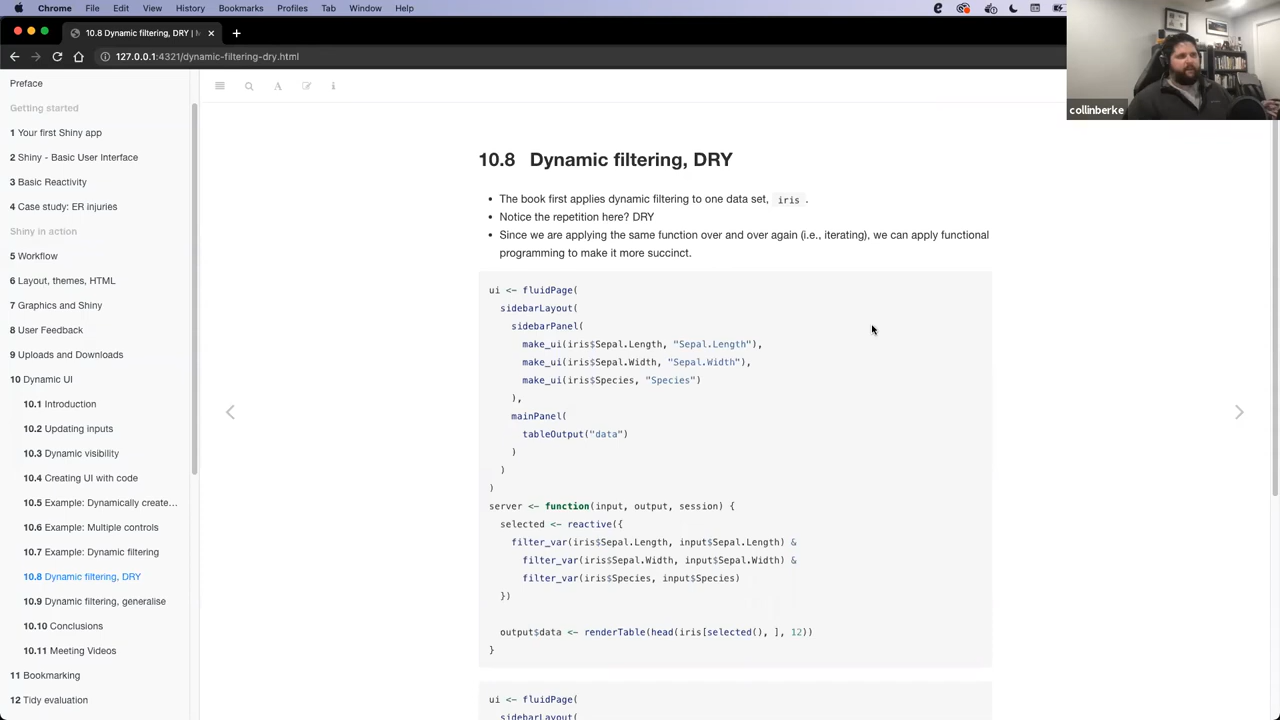 Chrome File Edit View History Bookmarks Profiles Tab Window Help
10.8 Dynamic filtering, DRY |
127.0.0.1:4321/dynamic-filtering-dry.html
collinberke
Preface
Getting started
1 Your first Shiny app
2 Shiny - Basic User Interface
3 Basic Reactivity
4 Case study: ER injuries
Shiny in action
5 Workflow
6 Layout, themes, HTML
7 Graphics and Shiny
8 User Feedback
9 Uploads and Downloads
10 Dynamic UI
10.1 Introduction
10.2 Updating inputs
10.3 Dynamic visibility
10.4 Creating UI with code
10.5 Example: Dynamically create...
10.6 Example: Multiple controls
10.7 Example: Dynamic filtering
10.8 Dynamic filtering, DRY
10.9 Dynamic filtering, generalise
10.10 Conclusions
10.11 Meeting Videos
11 Bookmarking
12 Tidy evaluation
10.8 Dynamic filtering, DRY
• The book first applies dynamic filtering to one data set, iris .
• Notice the repetition here? DRY
• Since we are applying the same function over and over again (i.e., iterating), we can apply functional
programming to make it more succinct.
ui <- fluidPage(
sidebarLayout(
sidebarPanel(
make_ui(iris$Sepal.Length, "Sepal.Length"),
make_ui(iris$Sepal.Width, "Sepal.Width"),
make_ui(iris$Species, "Species")
),
mainPanel(
tableOutput("data")
)
)
)
server <- function(input, output, session) {
selected <- reactive({
filter_var(iris$Sepal.Length, input$Sepal.Length) &
filter_var(iris$Sepal.Width, input$Sepal.Width) &
filter_var(iris$Species, input$Species)
})
output$data <- renderTable(head(iris[selected(), ], 12))
}
ui <- fluidPage(
sidebarLayout(